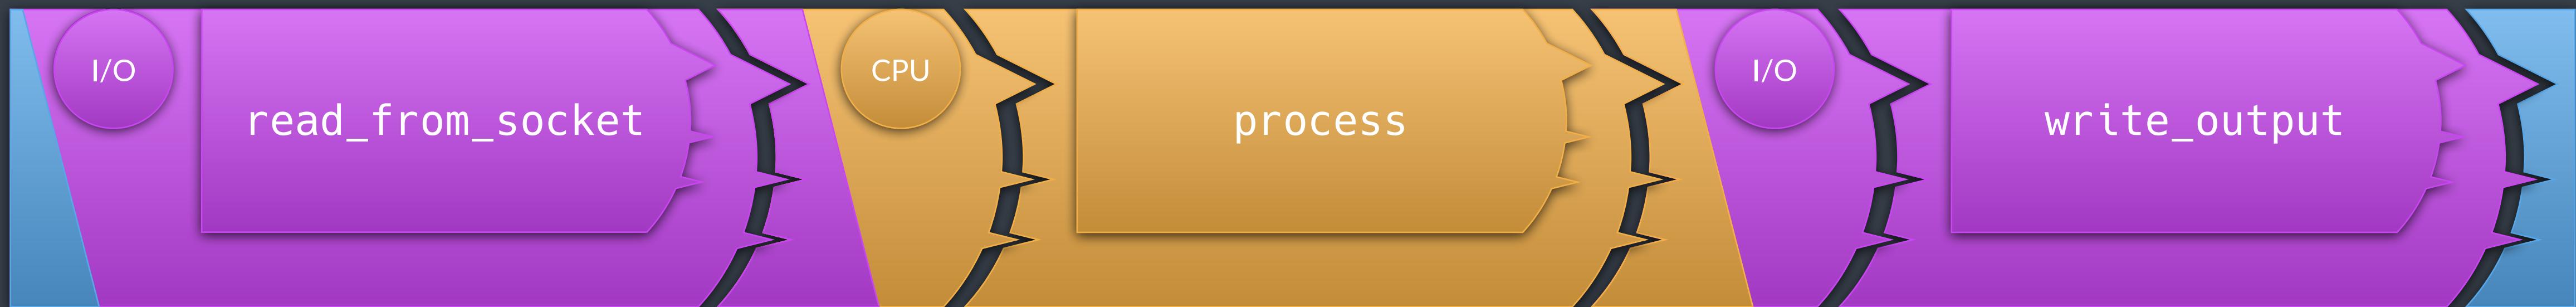 I/O
read_from_socket
CPU
process
I/O
write_output